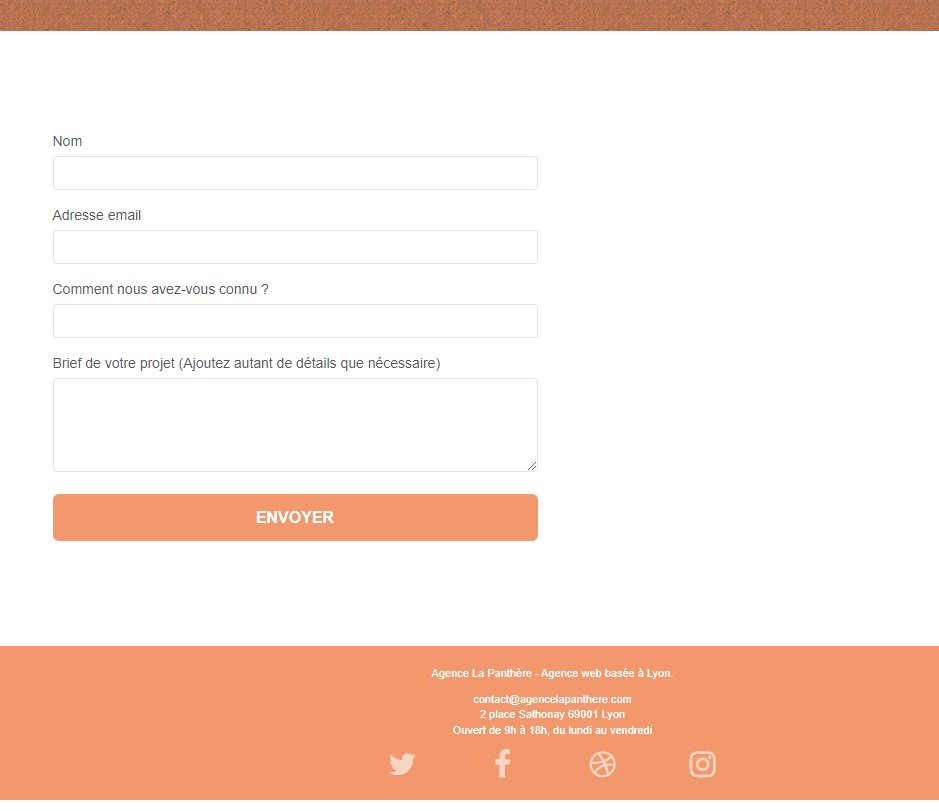 Nom
Adresse email
Comment nous avez-vous connu ?
Brief de votre projet (Ajoutez autant de détails que nécessaire)
ENVOYER
Agence La Panthère - Agence web basée à Lyon.
contact@agencelapanthere.com
2 place Sathonay 69001 Lyon
Ouvert de 9h à 18h, du lundi au vendredi